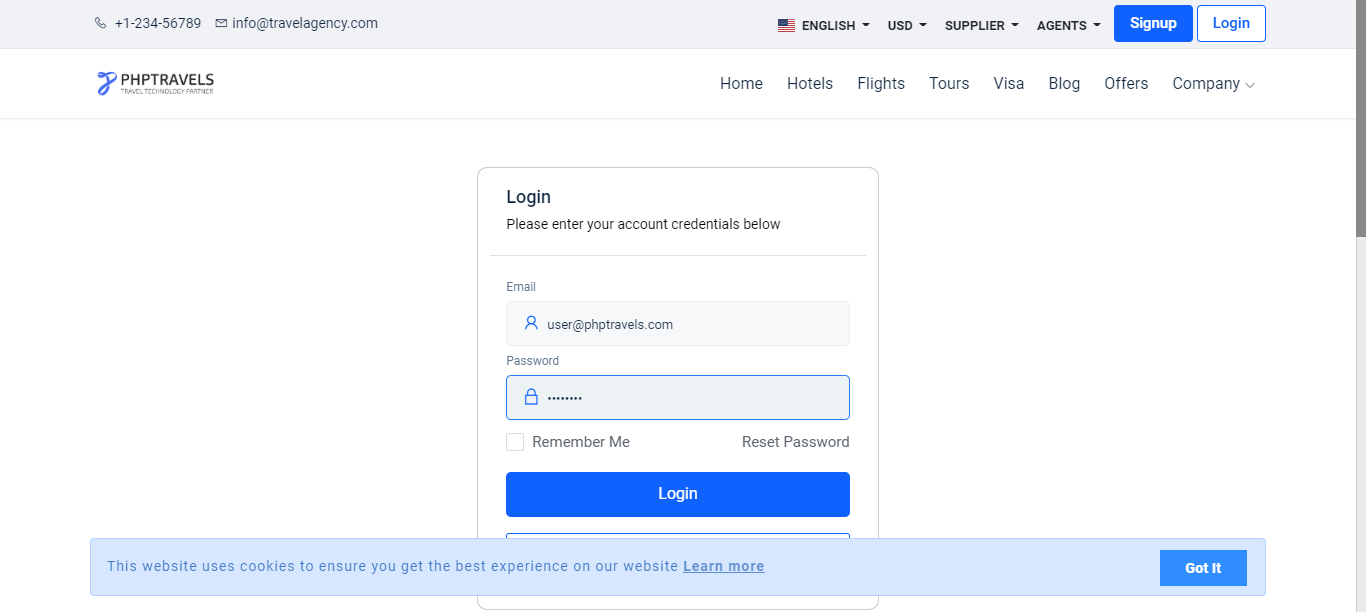 +1-234-56789 info@travelagency.com ENGLISH USD SUPPLIER AGENTS Signup Login
PHPTRAVELS
TRAVEL TECHNOLOGY PARTNER
Home Hotels Flights Tours Visa Blog Offers Company
Login
Please enter your account credentials below
Email
user@phptravels.com
Password
••••••••
Remember Me Reset Password
Login
This website uses cookies to ensure you get the best experience on our website Learn more Got It